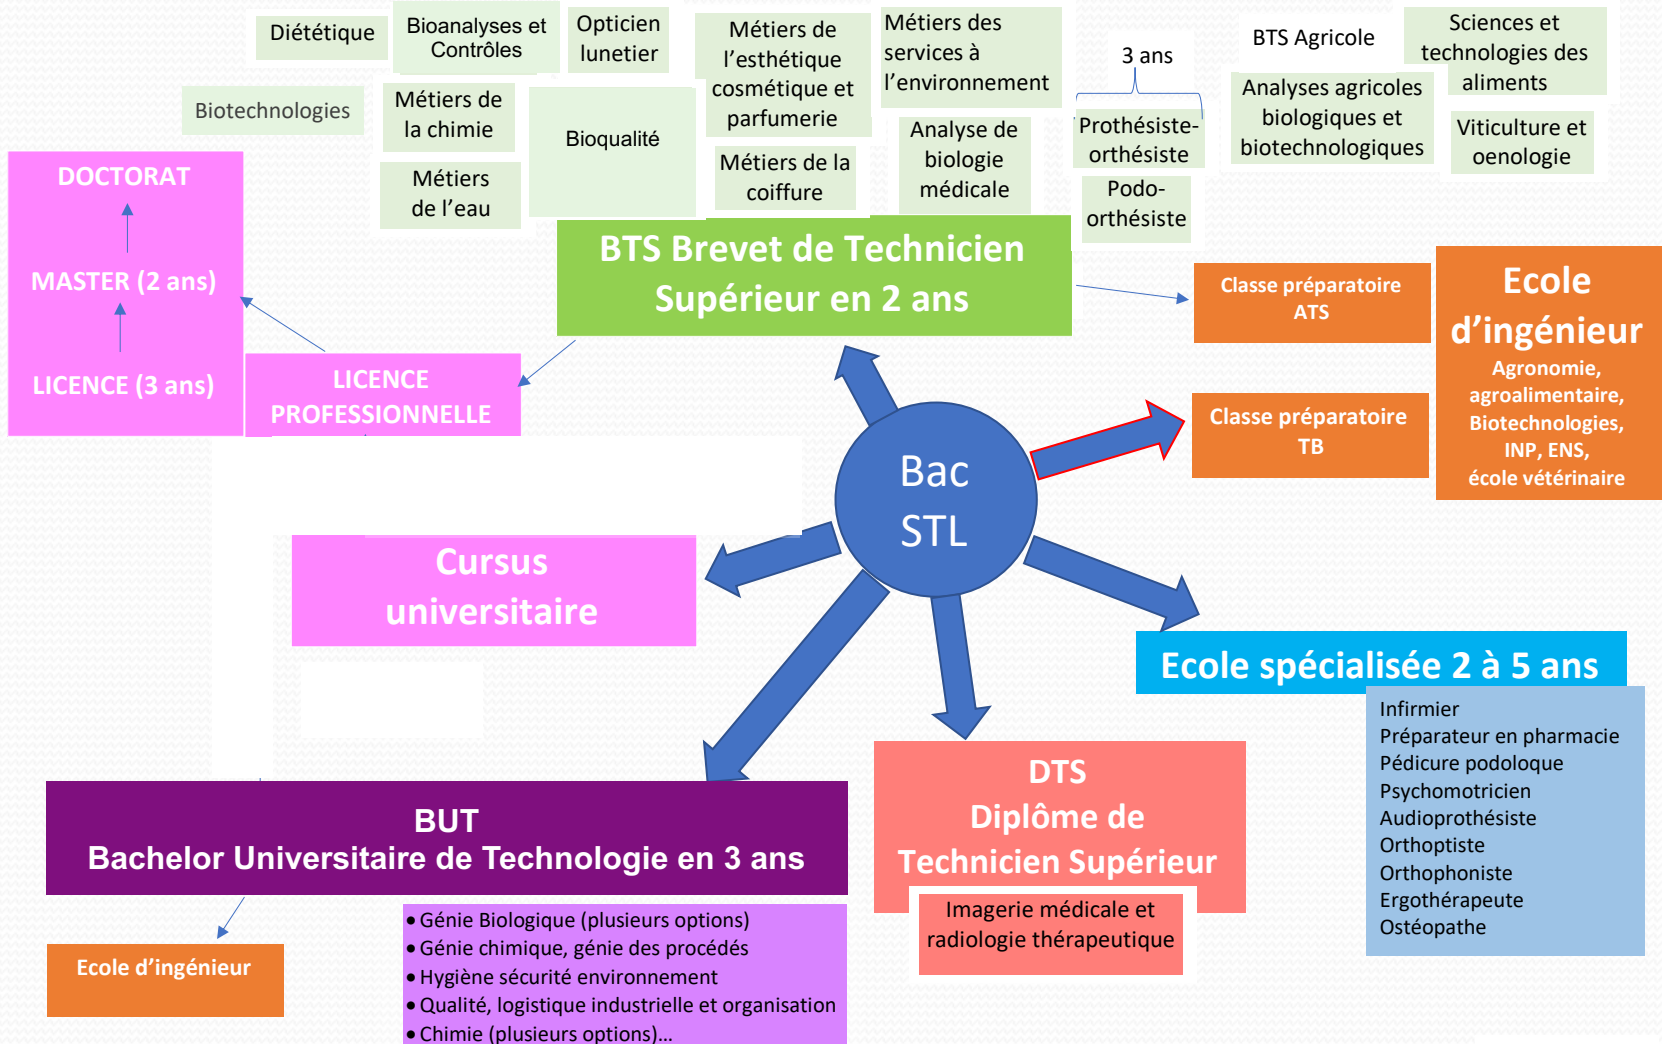 Diététique
Bioanalyses et
Contrôles
Opticien
lunetier
Métiers de
l’esthétique
cosmétique et
parfumerie
Métiers des
services à
l’environnement
3 ans
BTS Agricole
Sciences et
technologies des
aliments
Biotechnologies
Métiers de
la chimie
Bioqualité
Analyse de
biologie
médicale
Prothésiste-
orthésiste
Analyses agricoles
biologiques et
biotechnologiques
Viticulture et
oenologie
Métiers
de l’eau
Métiers de la
coiffure
Podo-
orthésiste
DOCTORAT
MASTER (2 ans)
LICENCE (3 ans)
LICENCE
PROFESSIONNELLE
BTS Brevet de Technicien
Supérieur en 2 ans
Classe préparatoire
ATS
Classe préparatoire
TB
Ecole
d’ingénieur
Agronomie,
agroalimentaire,
Biotechnologies,
INP, ENS,
école vétérinaire
Bac
STL
Cursus
universitaire
Ecole spécialisée 2 à 5 ans
Infirmier
Préparateur en pharmacie
Pédicure podoloque
Psychomotricien
Audioprothésiste
Orthoptiste
Orthophoniste
Ergothérapeute
Ostéopathe
DTS
Diplôme de
Technicien Supérieur
Imagerie médicale et
radiologie thérapeutique
BUT
Bachelor Universitaire de Technologie en 3 ans
• Génie Biologique (plusieurs options)
• Génie chimique, génie des procédés
• Hygiène sécurité environnement
• Qualité, logistique industrielle et organisation
• Chimie (plusieurs options)…
Ecole d’ingénieur